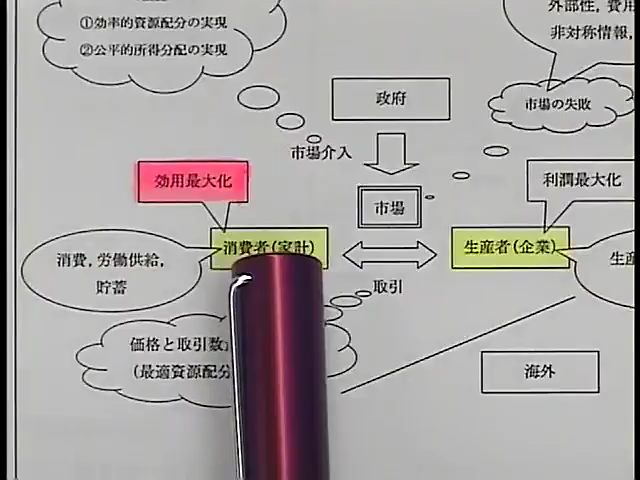 ①効率的資源配分の実現
②公平的所得分配の実現
外部性, 費用
非対称情報,
政府
市場の失敗
市場介入
効用最大化
利潤最大化
市場
消費者(家計)
生産者(企業)
消費, 労働供給,
貯蓄
取引
価格と取引数
(最適資源配分
海外